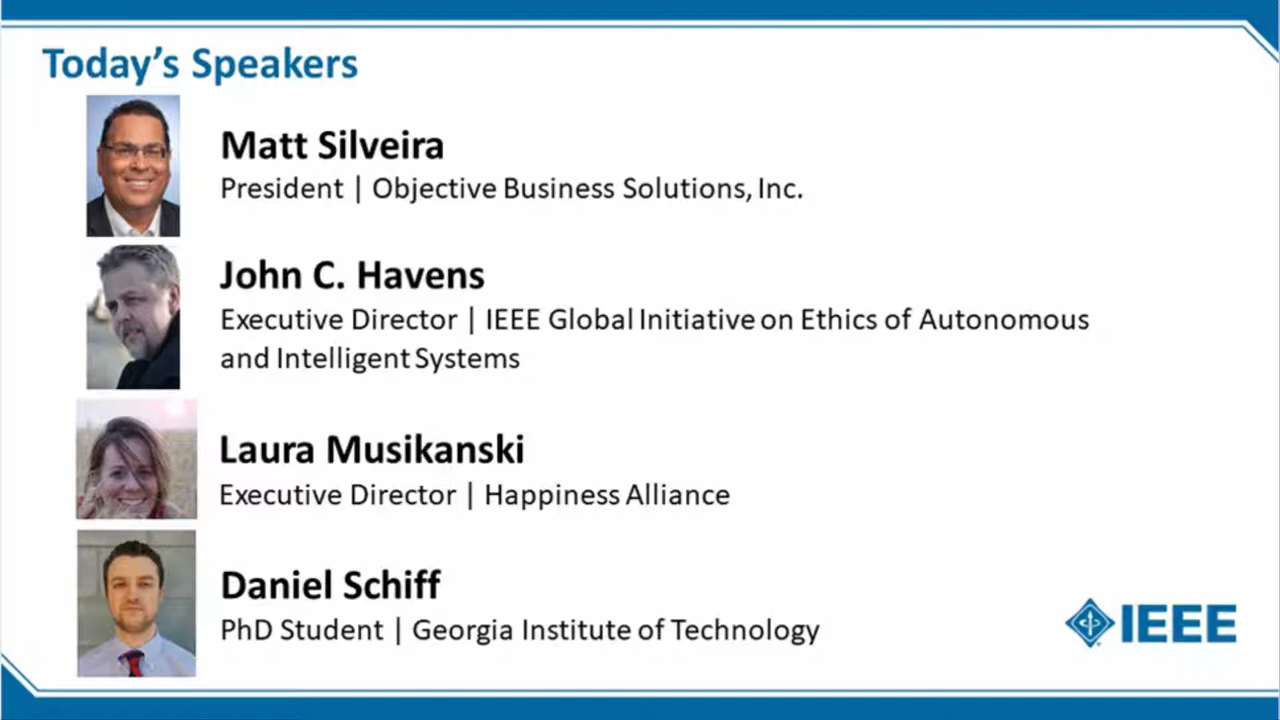 Today's Speakers
Matt Silveira
President | Objective Business Solutions, Inc.
John C. Havens
Executive Director | IEEE Global Initiative on Ethics of Autonomous
and Intelligent Systems
Laura Musikanski
Executive Director | Happiness Alliance
Daniel Schiff
PhD Student | Georgia Institute of Technology
IEEE